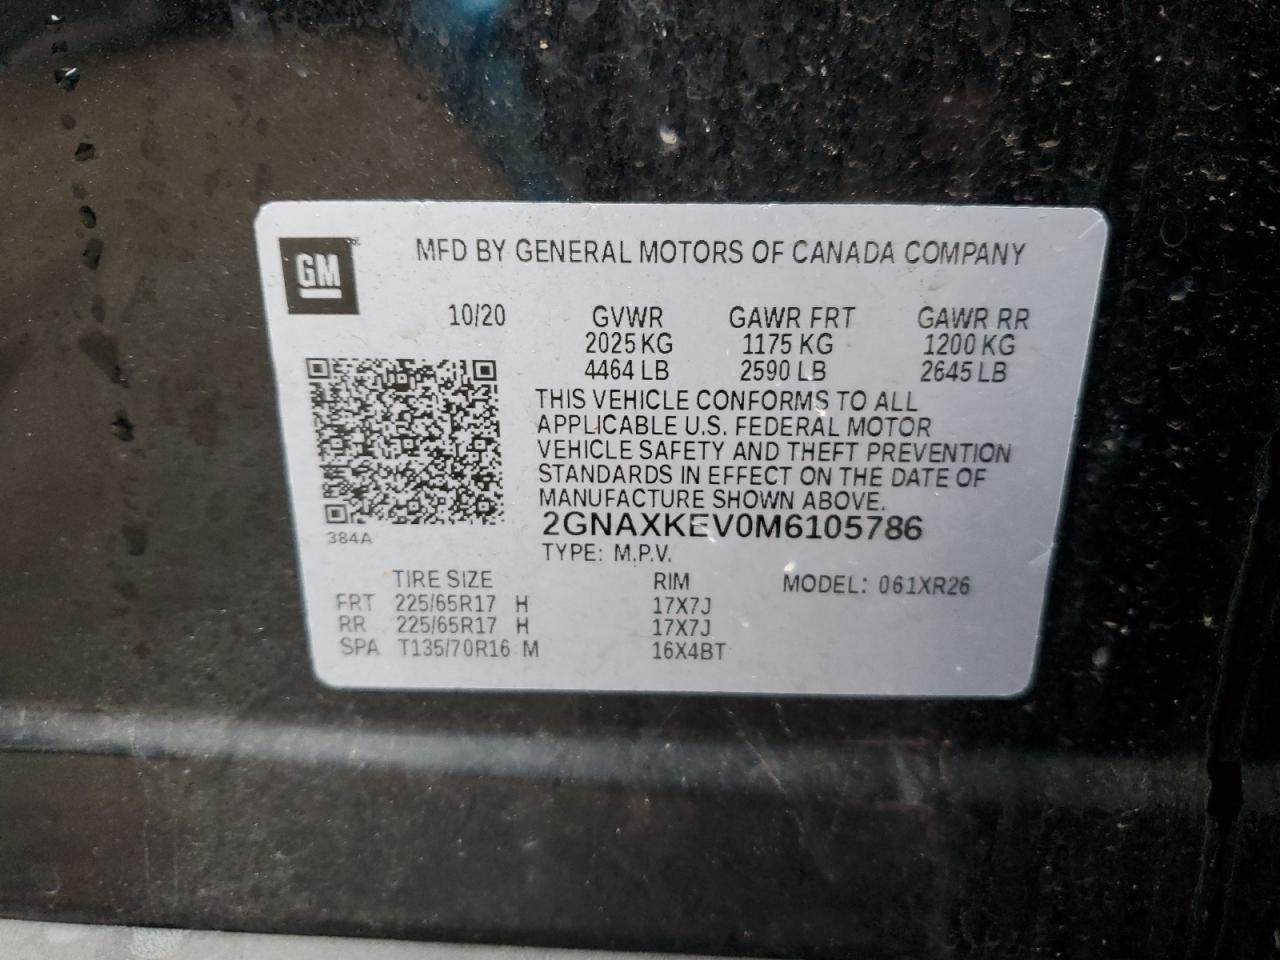 GM
MFD BY GENERAL MOTORS OF CANADA COMPANY
10/20 GVWR GAWR FRT GAWR RR
2025 KG 1175 KG 1200 KG
4464 LB 2590 LB 2645 LB
THIS VEHICLE CONFORMS TO ALL
APPLICABLE U.S. FEDERAL MOTOR
VEHICLE SAFETY AND THEFT PREVENTION
STANDARDS IN EFFECT ON THE DATE OF
MANUFACTURE SHOWN ABOVE.
384A
2GNAXKEV0M6105786
TYPE: M.P.V.
TIRE SIZE RIM MODEL: 061XR26
FRT 225/65R17 H 17X7J
RR 225/65R17 H 17X7J
SPA T135/70R16 M 16X4BT